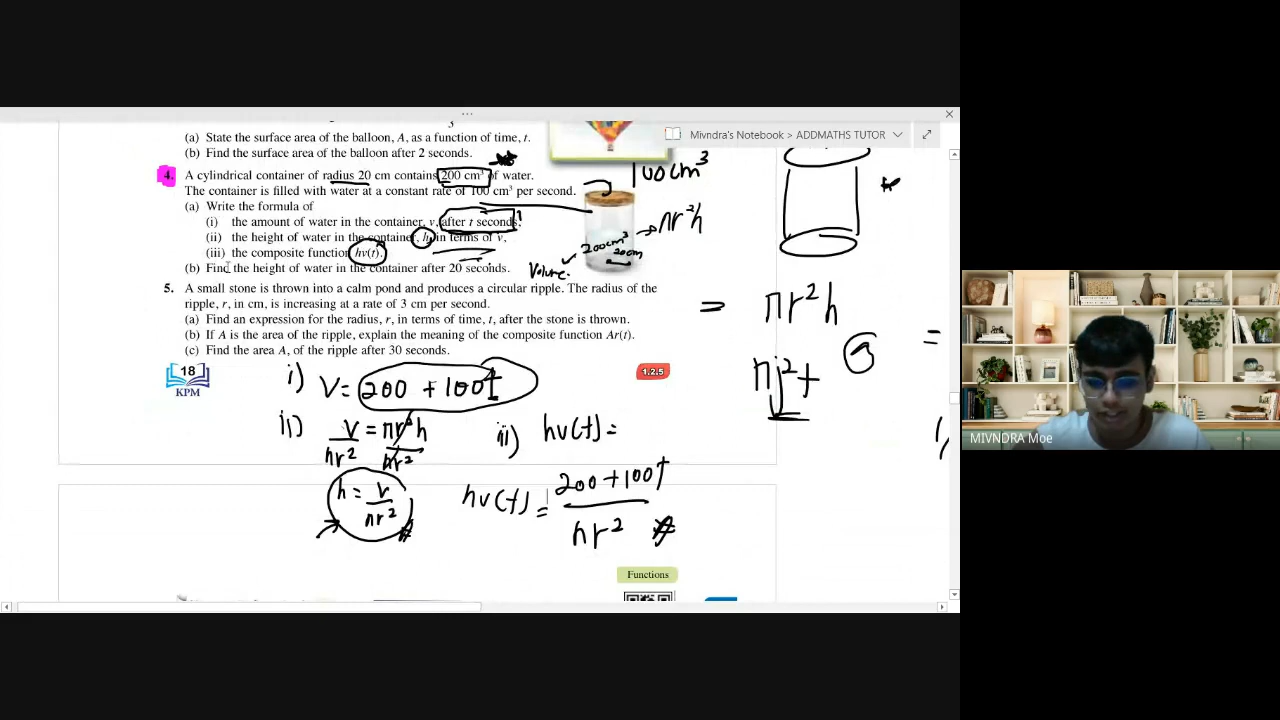 Mivndra's Notebook > ADDMATHS TUTOR
(a) State the surface area of the balloon, A, as a function of time, t.
(b) Find the surface area of the balloon after 2 seconds.
4. A cylindrical container of radius 20 cm contains 200 cm³ of water.
The container is filled with water at a constant rate of 100 cm³ per second.
(a) Write the formula of
(i) the amount of water in the container, v, after t seconds,
(ii) the height of water in the container, h, in terms of v,
(iii) the composite function hv(t).
(b) Find the height of water in the container after 20 seconds.
100cm³
πr²h
200cm³
20cm
Volume
5. A small stone is thrown into a calm pond and produces a circular ripple. The radius of the
ripple, r, in cm, is increasing at a rate of 3 cm per second.
(a) Find an expression for the radius, r, in terms of time, t, after the stone is thrown.
(b) If A is the area of the ripple, explain the meaning of the composite function Ar(t).
(c) Find the area A, of the ripple after 30 seconds.
18
KPM
1.2.5
= πr²h
=
i) V = 200 + 100t
ii) v/πr² = πr²h/πr²
h = v/πr²
iii) hv(t) =
hv(t) = 200+100t/πr²
Functions
MIVNDRA Moe